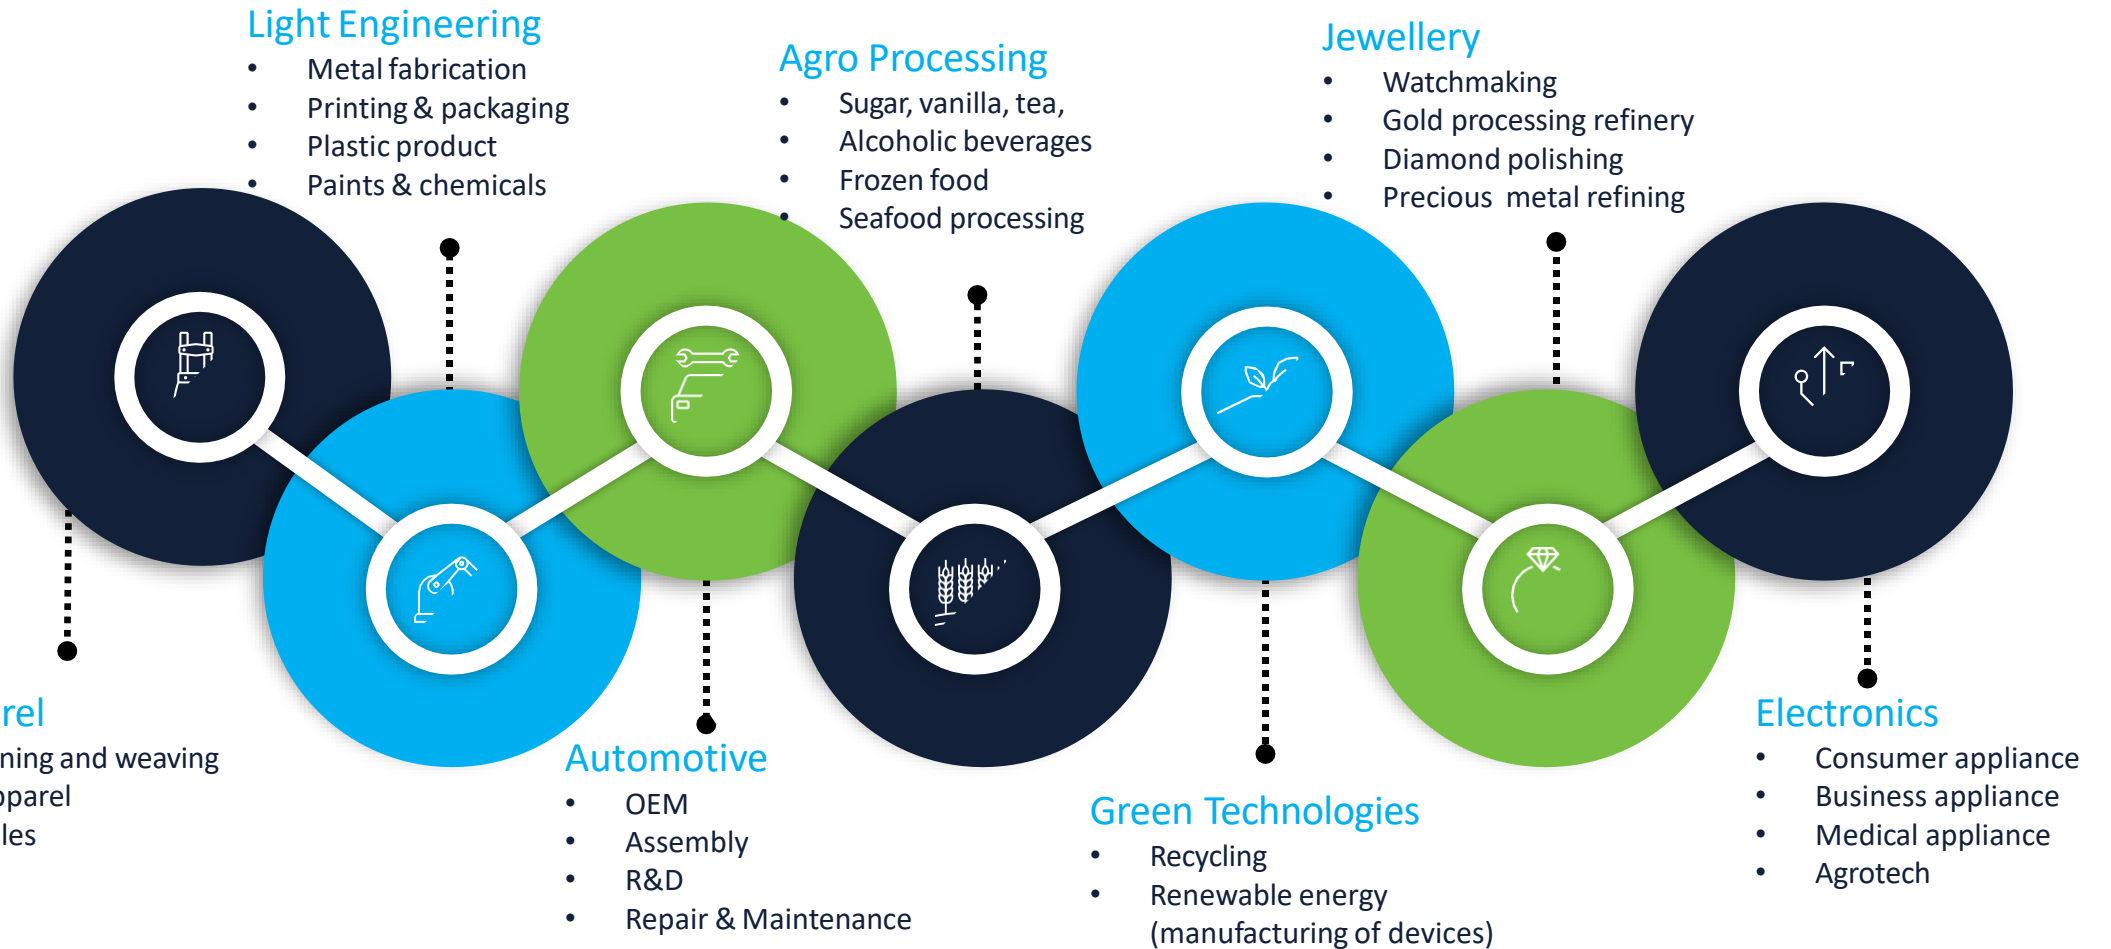 Light Engineering
• Metal fabrication
• Printing & packaging
• Plastic product
• Paints & chemicals
Agro Processing
• Sugar, vanilla, tea,
• Alcoholic beverages
• Frozen food
• Seafood processing
Jewellery
• Watchmaking
• Gold processing refinery
• Diamond polishing
• Precious metal refining
rel
ning and weaving
pparel
les
Automotive
• OEM
• Assembly
• R&D
• Repair & Maintenance
Green Technologies
• Recycling
• Renewable energy
(manufacturing of devices)
Electronics
• Consumer appliance
• Business appliance
• Medical appliance
• Agrotech